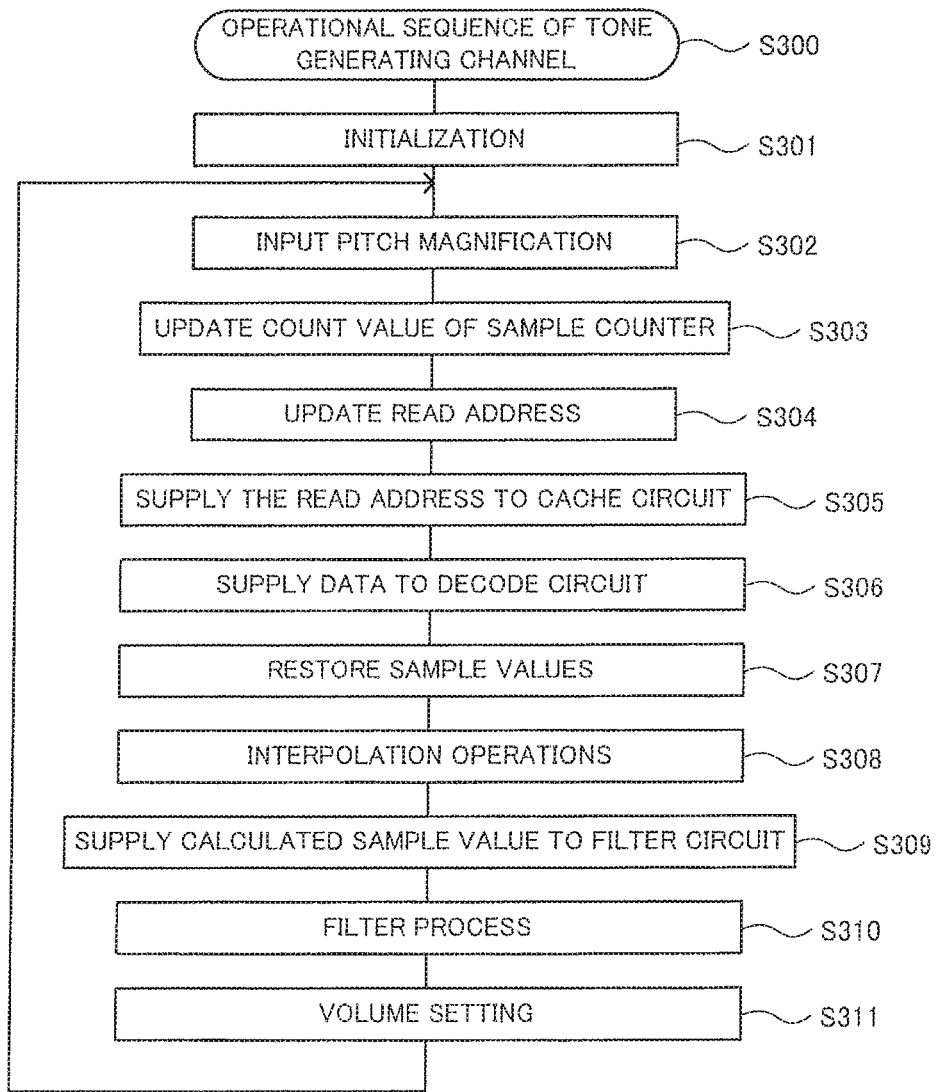 OPERATIONAL SEQUENCE OF TONE
GENERATING CHANNEL
S300
INITIALIZATION
S301
INPUT PITCH MAGNIFICATION
S302
UPDATE COUNT VALUE OF SAMPLE COUNTER
S303
UPDATE READ ADDRESS
S304
SUPPLY THE READ ADDRESS TO CACHE CIRCUIT
S305
SUPPLY DATA TO DECODE CIRCUIT
S306
RESTORE SAMPLE VALUES
S307
INTERPOLATION OPERATIONS
S308
SUPPLY CALCULATED SAMPLE VALUE TO FILTER CIRCUIT
S309
FILTER PROCESS
S310
VOLUME SETTING
S311